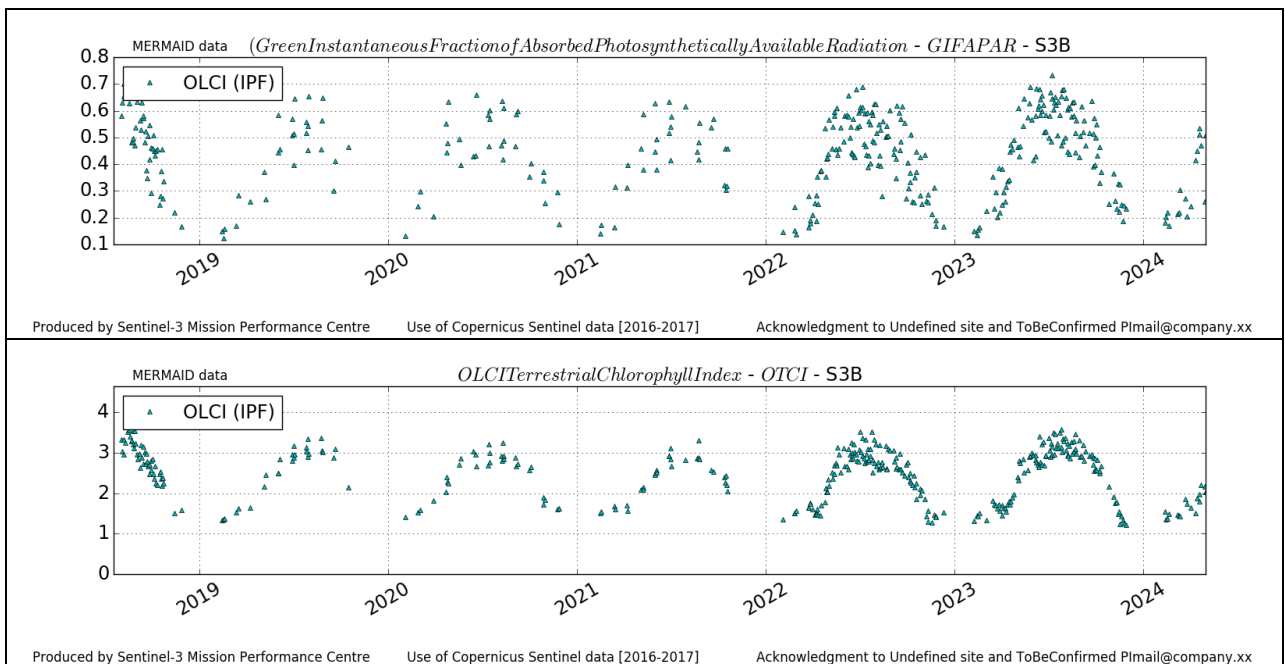 MERMAID data (GreenInstantaneousFractionofAbsorbedPhotosyntheticallyAvailableRadiation - GIFAPAR - S3B
0.8
OLCI (IPF)
0.7
0.6
0.5
0.4
0.3
0.2
0.1
2019 2020 2021 2022 2023 2024
Produced by Sentinel-3 Mission Performance Centre Use of Copernicus Sentinel data [2016-2017] Acknowledgment to Undefined site and ToBeConfirmed PImail@company.xx
MERMAID data OLCITerrestrialChlorophyllIndex - OTCI - S3B
4 OLCI (IPF)
3
2
1
0
2019 2020 2021 2022 2023 2024
Produced by Sentinel-3 Mission Performance Centre Use of Copernicus Sentinel data [2016-2017] Acknowledgment to Undefined site and ToBeConfirmed PImail@company.xx